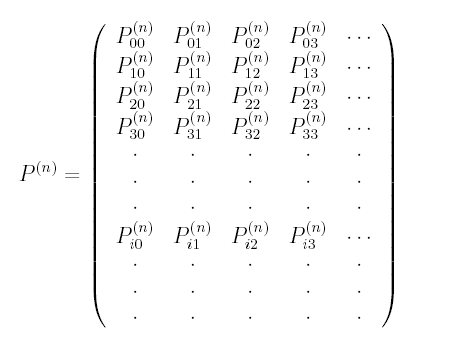 P_{00}^{(n)} P_{01}^{(n)} P_{02}^{(n)} P_{03}^{(n)} ⋯
P_{10}^{(n)} P_{11}^{(n)} P_{12}^{(n)} P_{13}^{(n)} ⋯
P_{20}^{(n)} P_{21}^{(n)} P_{22}^{(n)} P_{23}^{(n)} ⋯
P_{30}^{(n)} P_{31}^{(n)} P_{32}^{(n)} P_{33}^{(n)} ⋯
. . . . .
P^{(n)} =
. . . . .
. . . . .
P_{i0}^{(n)} P_{i1}^{(n)} P_{i2}^{(n)} P_{i3}^{(n)} ⋯
. . . . .
. . . . .
. . . . .